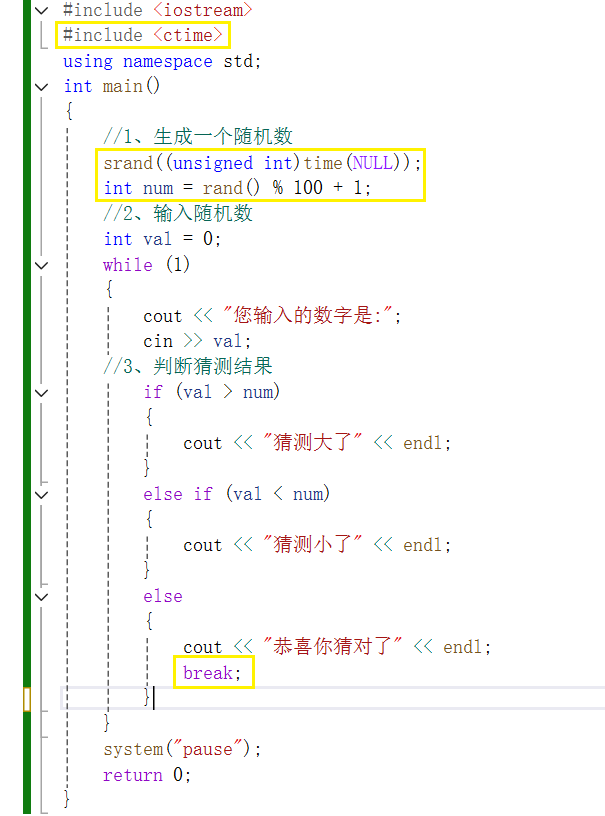 #include <iostream>
#include <ctime>
using namespace std;
int main()
{
//1、生成一个随机数
srand((unsigned int)time(NULL));
int num = rand() % 100 + 1;
//2、输入随机数
int val = 0;
while (1)
{
cout << "您输入的数字是:";
cin >> val;
//3、判断猜测结果
if (val > num)
{
cout << "猜测大了" << endl;
}
else if (val < num)
{
cout << "猜测小了" << endl;
}
else
{
cout << "恭喜你猜对了" << endl;
break;
}
}
system("pause");
return 0;
}